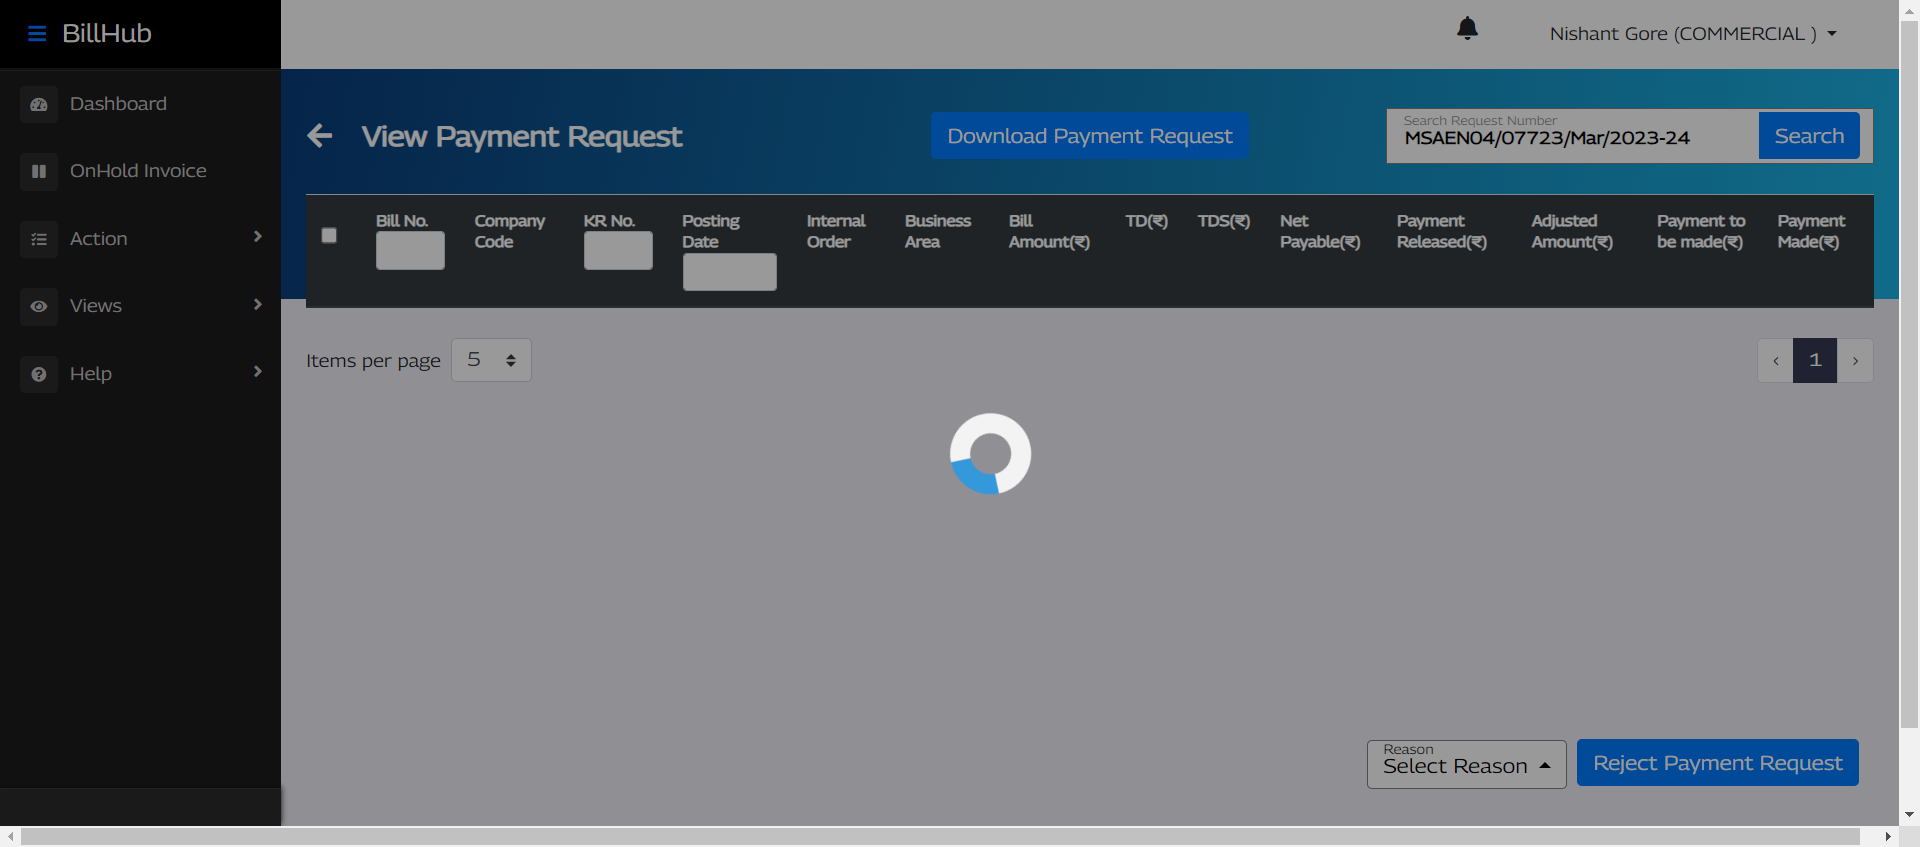 BillHub
Nishant Gore (COMMERCIAL )
Dashboard
OnHold Invoice
Action
Views
Help
View Payment Request
Download Payment Request
Search Request Number
MSAEN04/07723/Mar/2023-24
Search
Bill No.
Company Code
KR No.
Posting Date
Internal Order
Business Area
Bill Amount(₹)
TD(₹)
TDS(₹)
Net Payable(₹)
Payment Released(₹)
Adjusted Amount(₹)
Payment to be made(₹)
Payment Made(₹)
Items per page 5
‹ 1 ›
Reason
Select Reason
Reject Payment Request